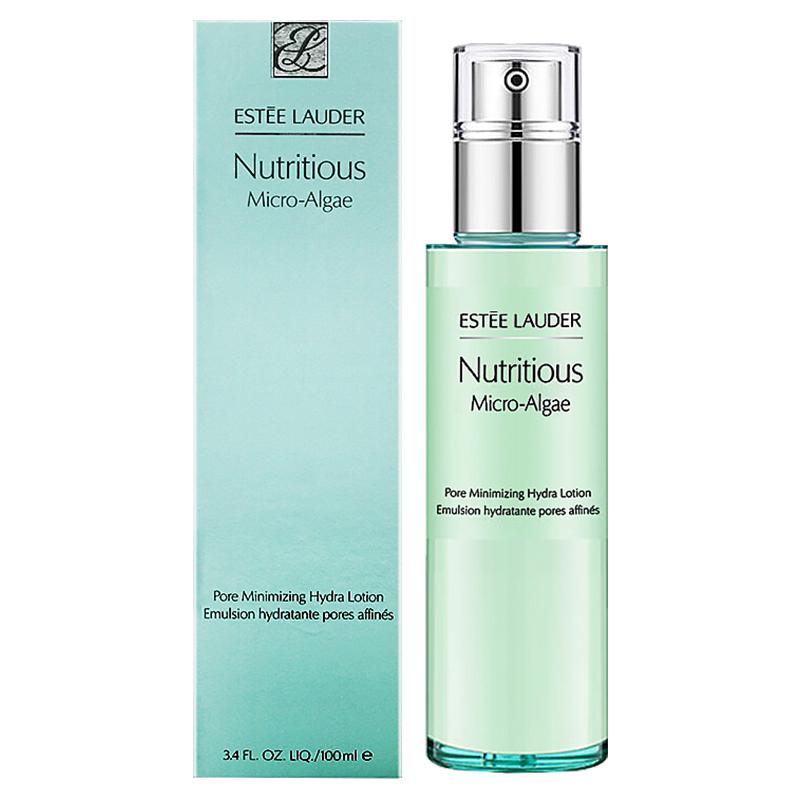 EL
ESTĒE LAUDER
Nutritious
Micro-Algae
Pore Minimizing Hydra Lotion
Emulsion hydratante pores affinés
3.4 FL. OZ. LIQ./100ml ℮
ESTĒE LAUDER
Nutritious
Micro-Algae
Pore Minimizing Hydra Lotion
Emulsion hydratante pores affinés